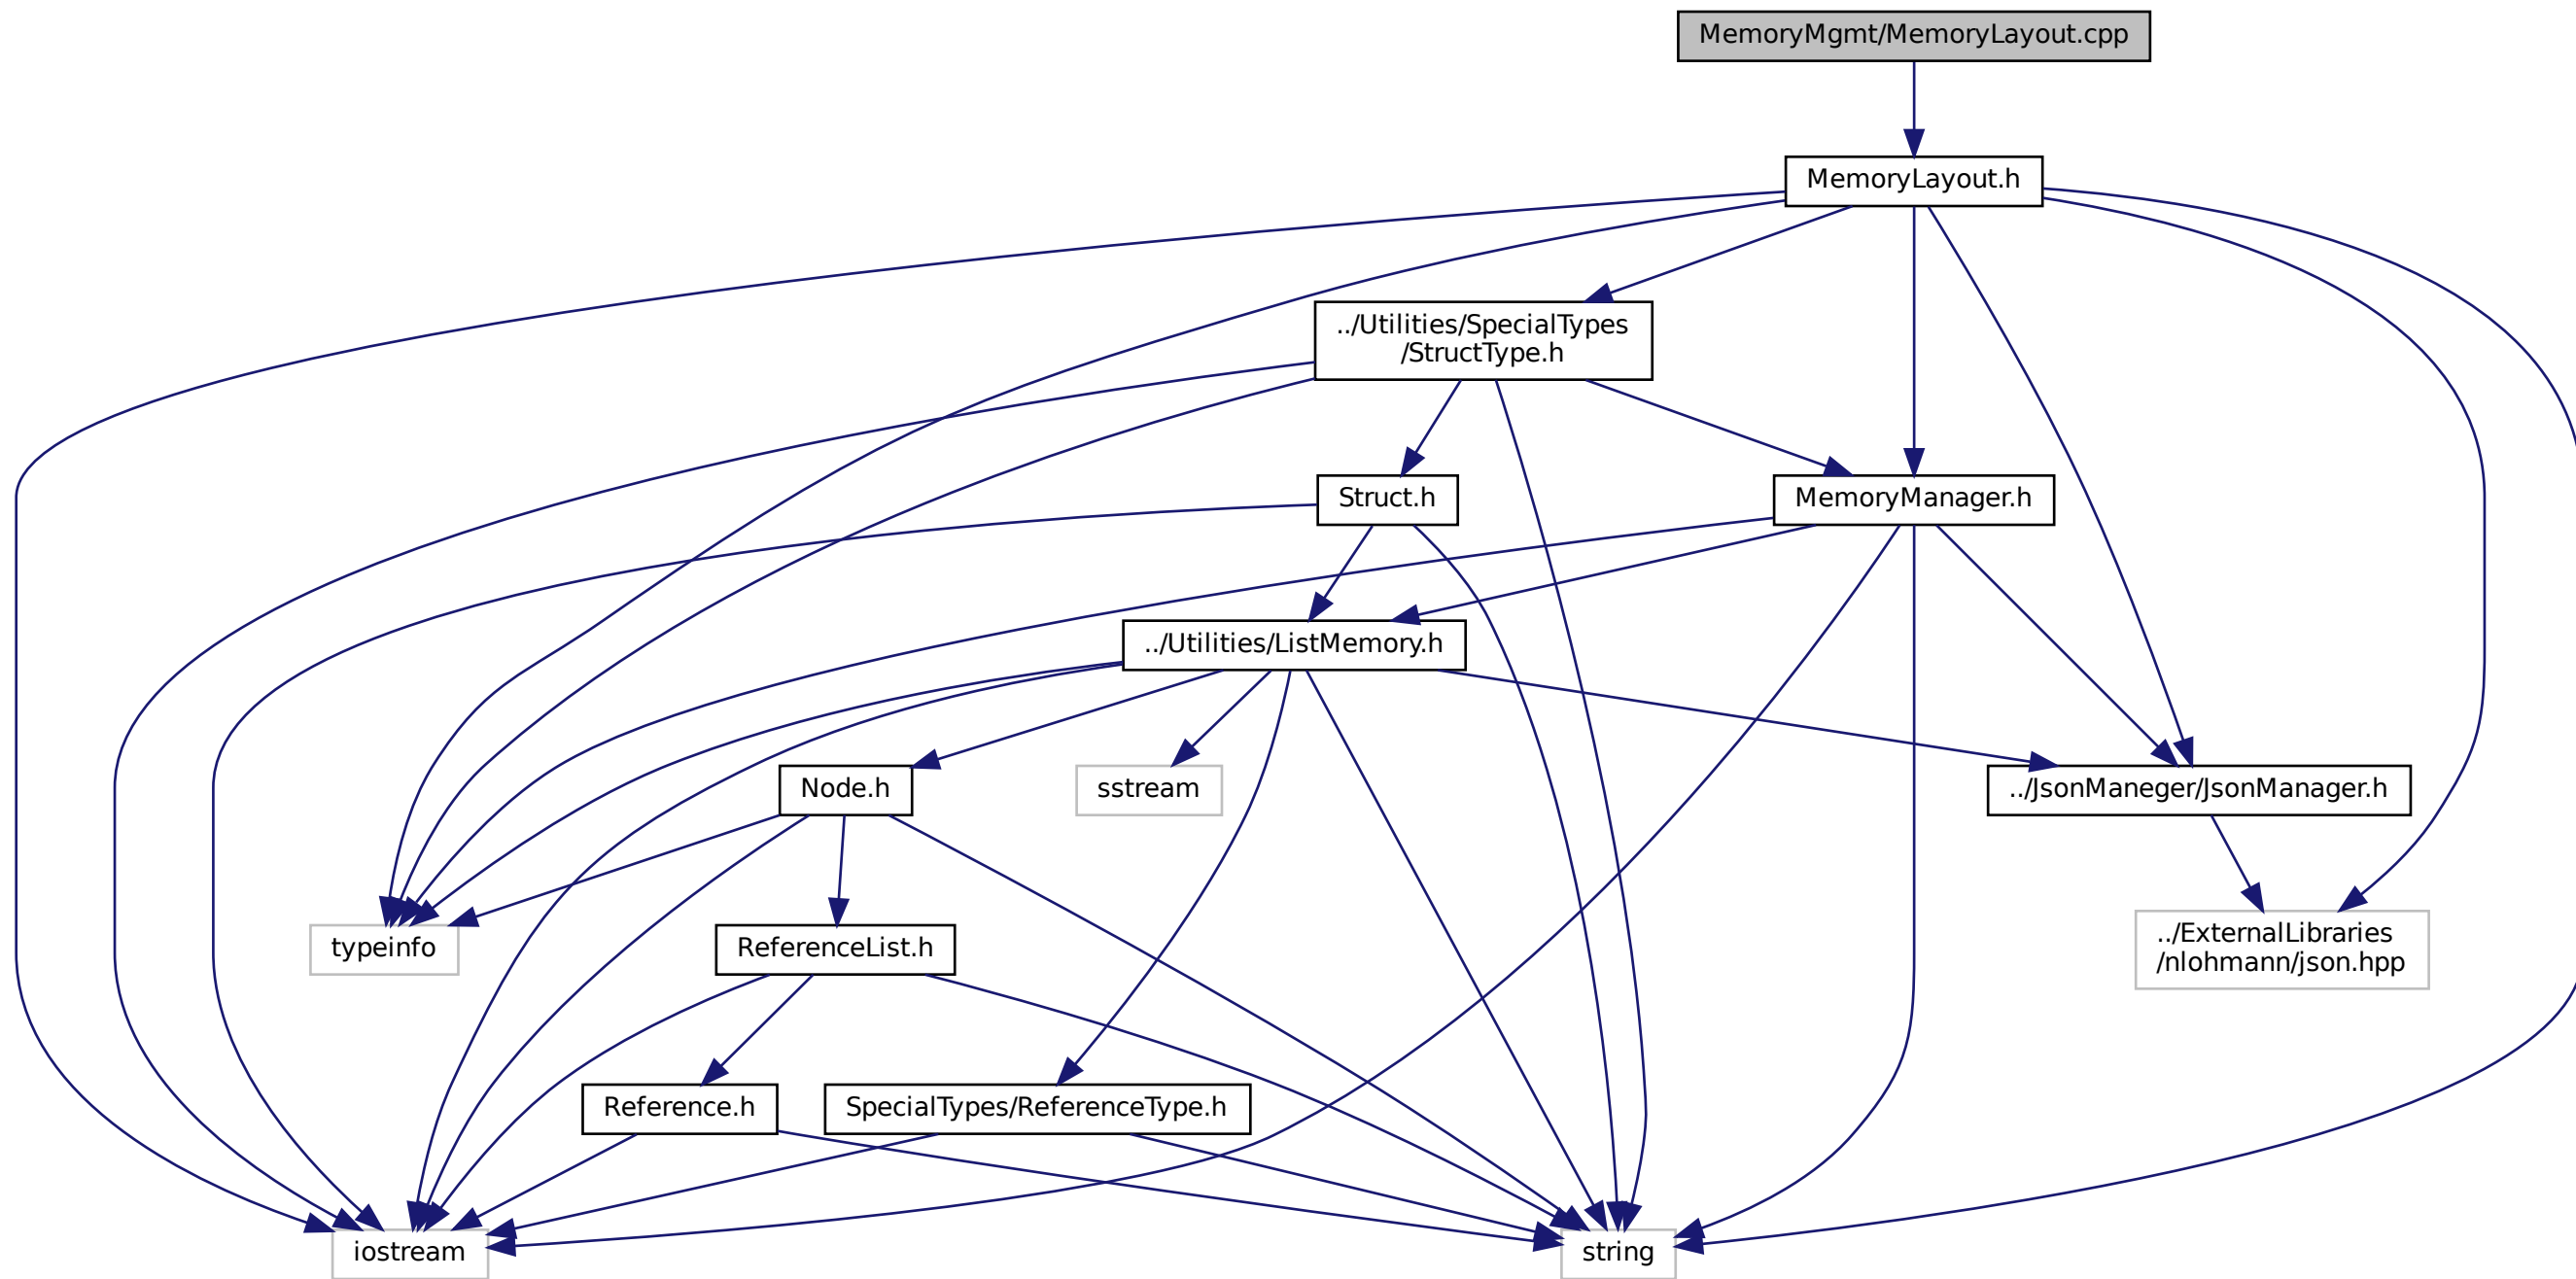 MemoryMgmt/MemoryLayout.cpp
MemoryLayout.h
../Utilities/SpecialTypes
/StructType.h
Struct.h
MemoryManager.h
../Utilities/ListMemory.h
Node.h
sstream
../JsonManeger/JsonManager.h
typeinfo
ReferenceList.h
../ExternalLibraries
/nlohmann/json.hpp
Reference.h
SpecialTypes/ReferenceType.h
iostream
string